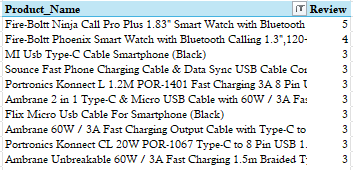 Product_Name Review
Fire-Boltt Ninja Call Pro Plus 1.83" Smart Watch with Bluetooth 5
Fire-Boltt Phoenix Smart Watch with Bluetooth Calling 1.3",120- 4
MI Usb Type-C Cable Smartphone (Black) 3
Sounce Fast Phone Charging Cable & Data Sync USB Cable Cor 3
Portronics Konnect L 1.2M POR-1401 Fast Charging 3A 8 Pin U 3
Ambrane 2 in 1 Type-C & Micro USB Cable with 60W / 3A Fas 3
Flix Micro Usb Cable For Smartphone (Black) 3
Ambrane 60W / 3A Fast Charging Output Cable with Type-C to 3
Portronics Konnect CL 20W POR-1067 Type-C to 8 Pin USB 1. 3
Ambrane Unbreakable 60W / 3A Fast Charging 1.5m Braided T 3